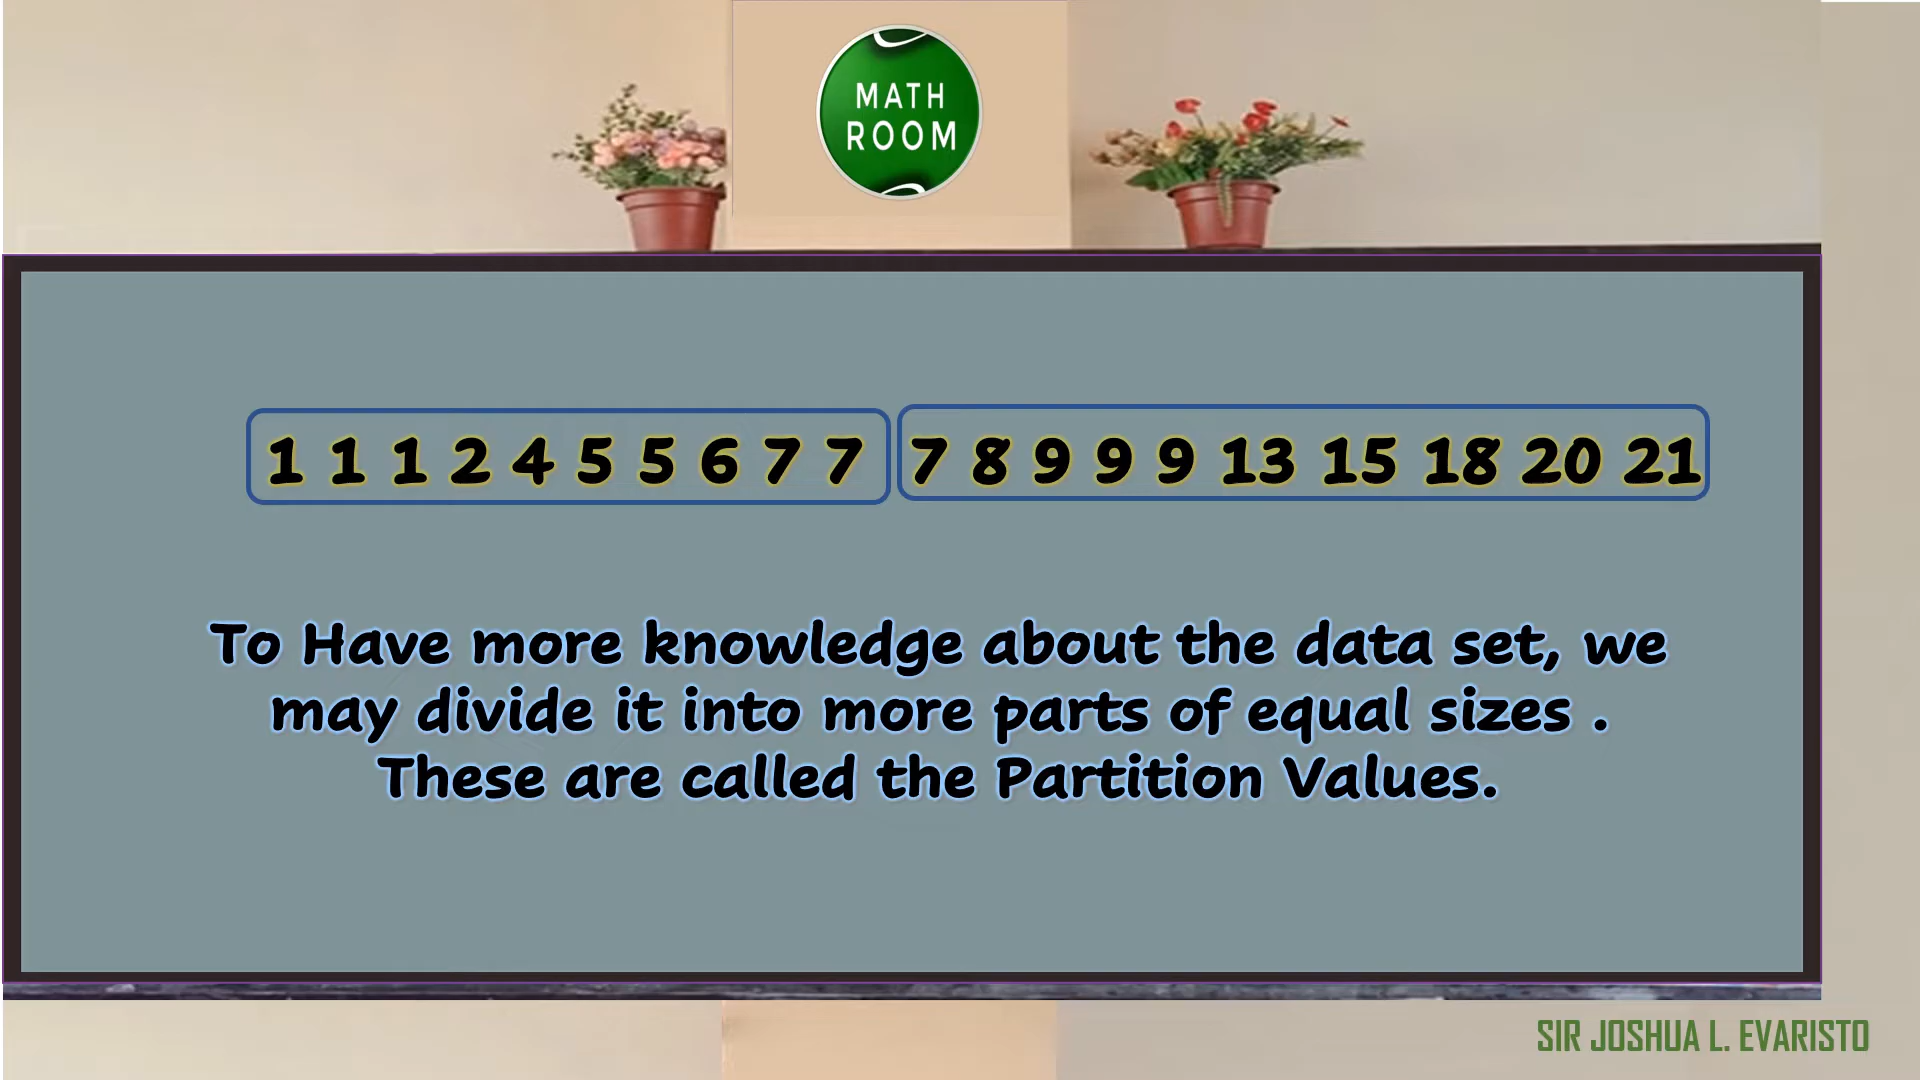 MATH
ROOM
1 1 1 2 4 5 5 6 7 7 7 8 9 9 9 13 15 18 20 21
To Have more knowledge about the data set, we
may divide it into more parts of equal sizes .
These are called the Partition Values.
SIR JOSHUA L. EVARISTO